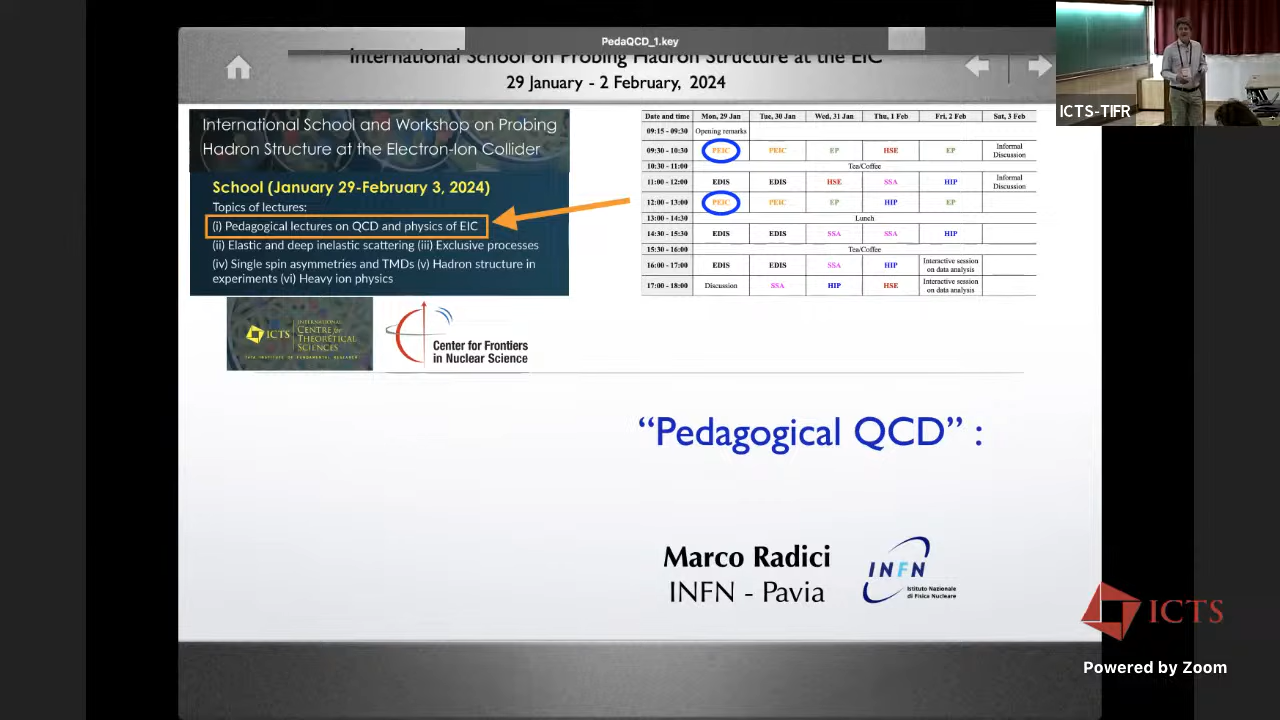 PedaQCD_1.key
International School on Probing Hadron Structure at the EIC
29 January - 2 February, 2024
ICTS-TIFR
International School and Workshop on Probing
Hadron Structure at the Electron-Ion Collider
School (January 29-February 3, 2024)
Topics of lectures:
(i) Pedagogical lectures on QCD and physics of EIC
(ii) Elastic and deep inelastic scattering (iii) Exclusive processes
(iv) Single spin asymmetries and TMDs (v) Hadron structure in
experiments (vi) Heavy ion physics
Date and time Mon, 29 Jan Tue, 30 Jan Wed, 31 Jan Thu, 1 Feb Fri, 2 Feb Sat, 3 Feb
09:15 - 09:30 Opening remarks
09:30 - 10:30 PEIC PEIC EP HSE EP Informal Discussion
10:30 - 11:00 Tea/Coffee
11:00 - 12:00 EDIS EDIS HSE SSA HIP Informal Discussion
12:00 - 13:00 PEIC PEIC EP HIP EP
13:00 - 14:30 Lunch
14:30 - 15:30 EDIS EDIS SSA SSA HIP
15:30 - 16:00 Tea/Coffee
16:00 - 17:00 EDIS EDIS SSA HIP Interactive session on data analysis
17:00 - 18:00 Discussion SSA HIP HSE Interactive session on data analysis
ICTS
INTERNATIONAL
CENTRE for
THEORETICAL
SCIENCES
TATA INSTITUTE OF FUNDAMENTAL RESEARCH
Center for Frontiers
in Nuclear Science
“Pedagogical QCD” :
Marco Radici
INFN - Pavia
INFN
Istituto Nazionale
di Fisica Nucleare
ICTS
Powered by Zoom